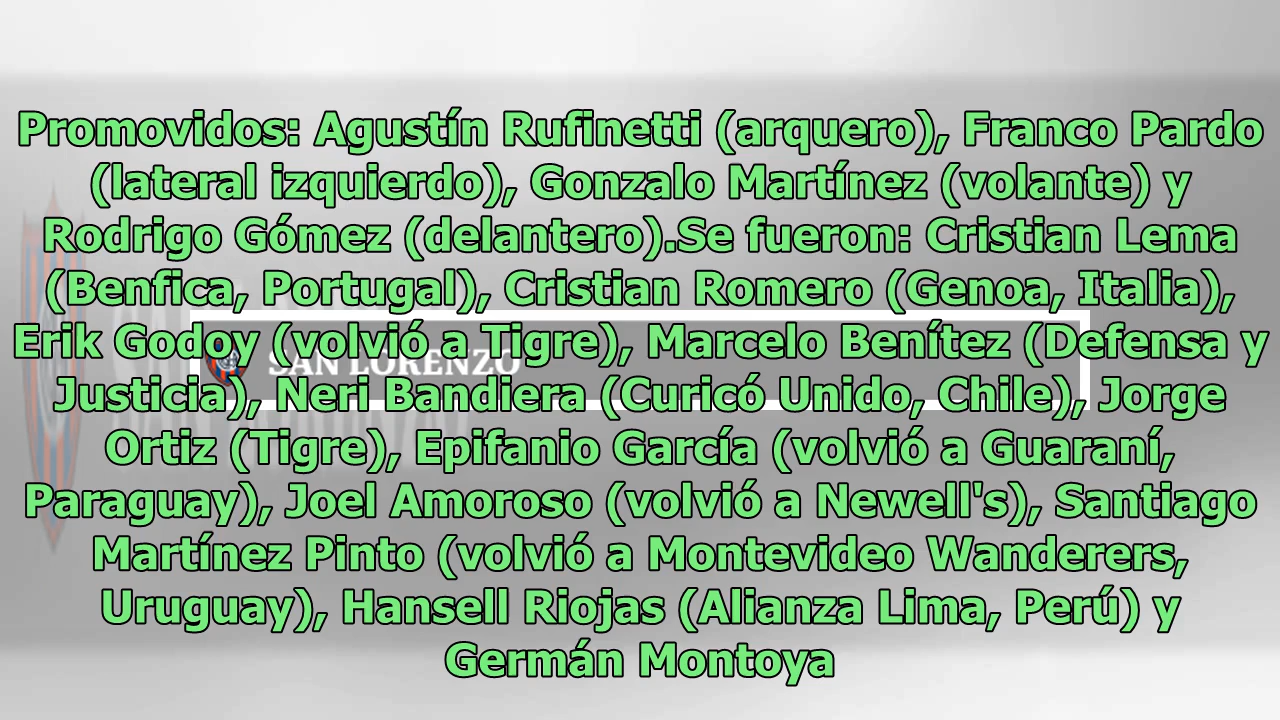 Promovidos: Agustín Rufinetti (arquero), Franco Pardo
(lateral izquierdo), Gonzalo Martínez (volante) y
Rodrigo Gómez (delantero).Se fueron: Cristian Lema
(Benfica, Portugal), Cristian Romero (Genoa, Italia),
Erik Godoy (volvió a Tigre), Marcelo Benítez (Defensa y
SAN LORENZO
Justicia), Neri Bandiera (Curicó Unido, Chile), Jorge
Ortiz (Tigre), Epifanio García (volvió a Guaraní,
Paraguay), Joel Amoroso (volvió a Newell's), Santiago
Martínez Pinto (volvió a Montevideo Wanderers,
Uruguay), Hansell Riojas (Alianza Lima, Perú) y
Germán Montoya